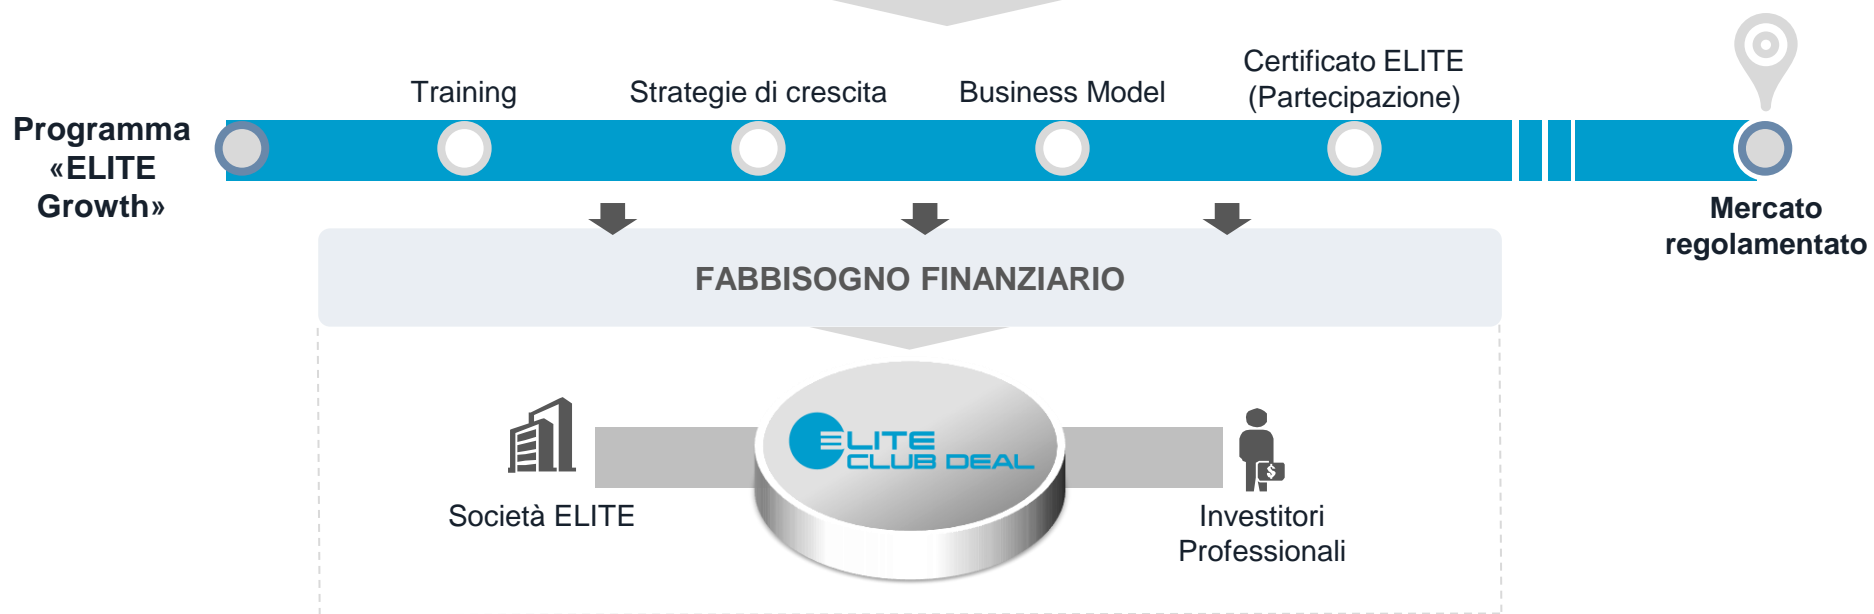 Training
Strategie di crescita
Business Model
Certificato ELITE
(Partecipazione)
Programma
«ELITE
Growth»
Mercato
regolamentato
FABBISOGNO FINANZIARIO
ELITE
CLUB DEAL
$
Società ELITE
Investitori
Professionali